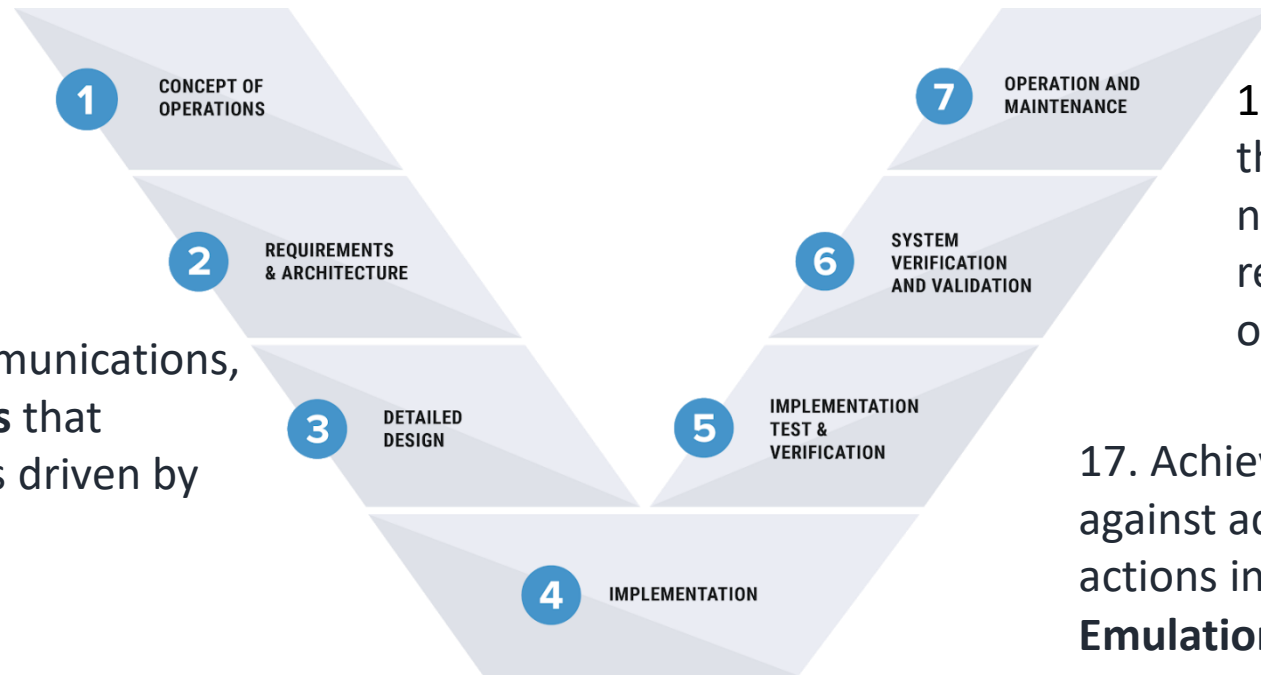 1
CONCEPT OF
OPERATIONS
2
REQUIREMENTS
& ARCHITECTURE
munications,
s that
s driven by
3
DETAILED
DESIGN
4
IMPLEMENTATION
5
IMPLEMENTATION
TEST &
VERIFICATION
6
SYSTEM
VERIFICATION
AND VALIDATION
7
OPERATION AND
MAINTENANCE
1
th
n
re
o
17. Achiev
against ac
actions in
Emulation